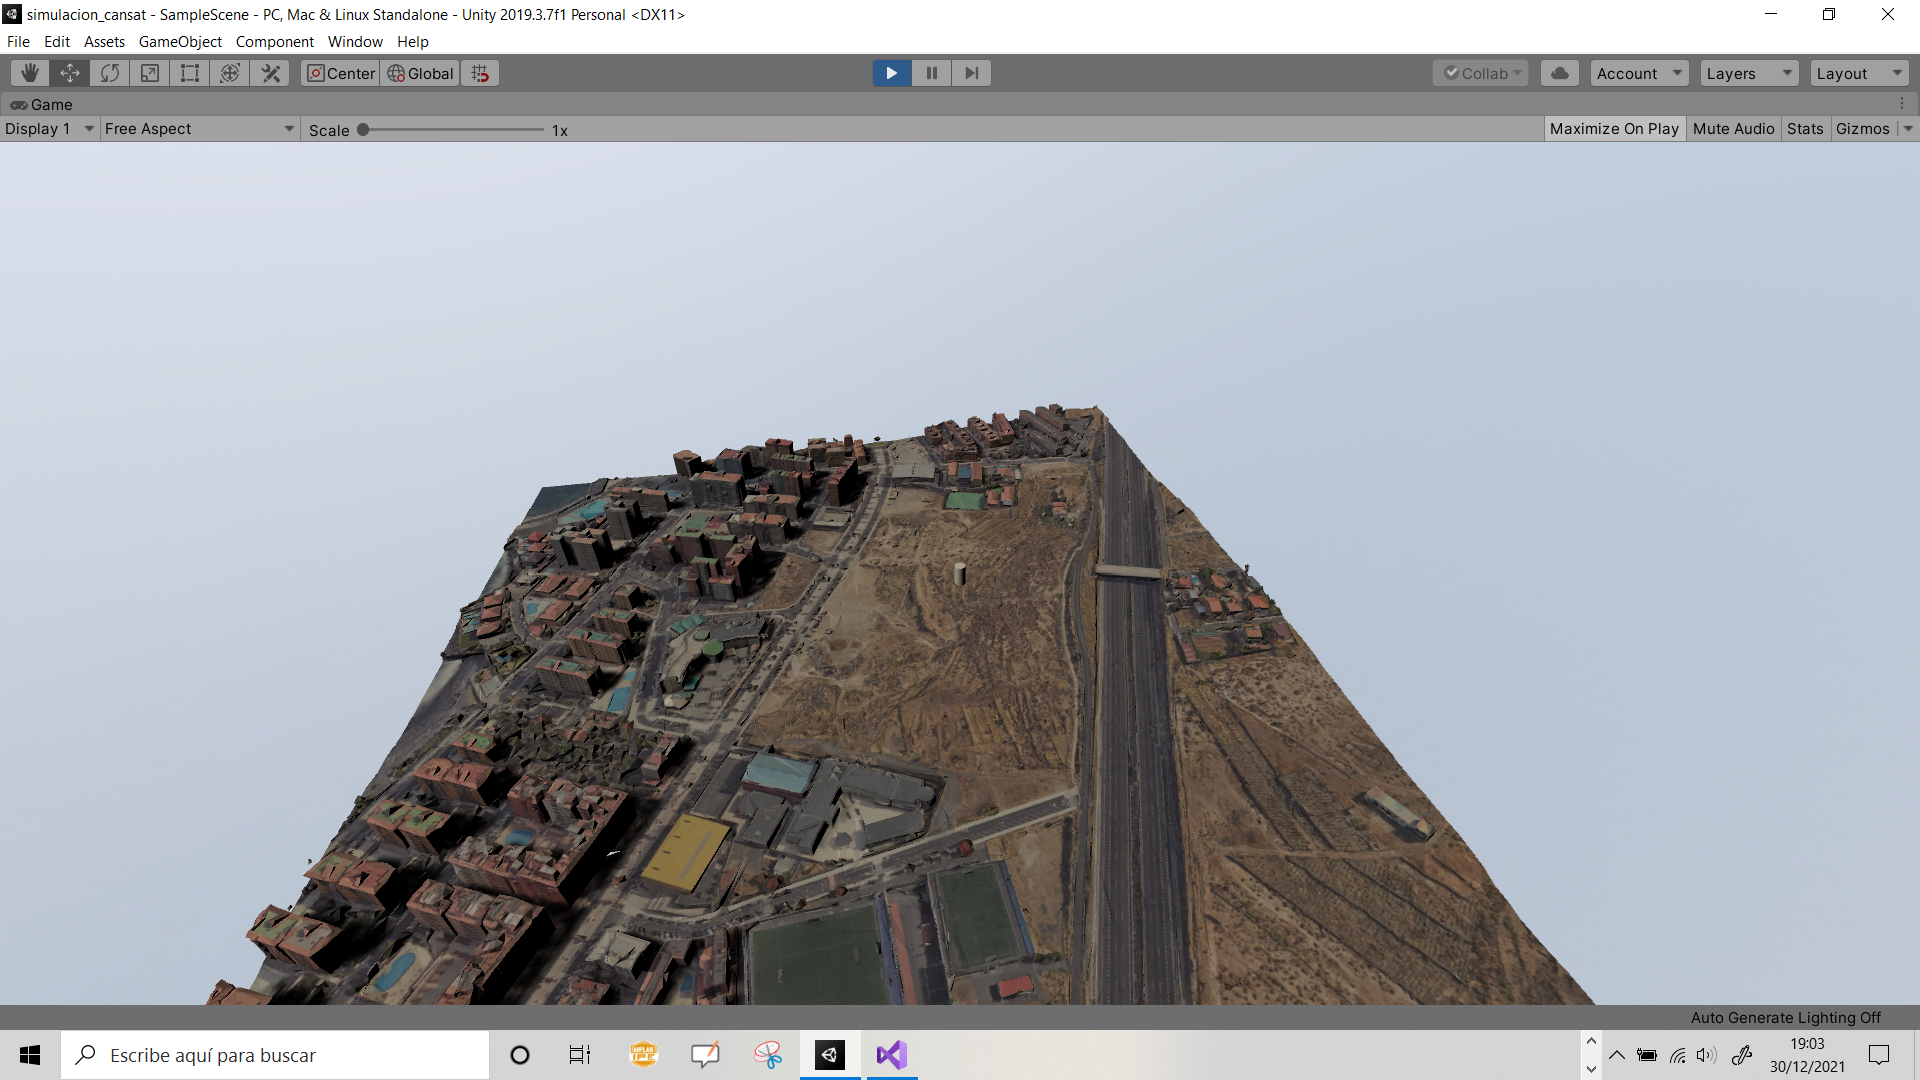 simulacion_cansat - SampleScene - PC, Mac & Linux Standalone - Unity 2019.3.7f1 Personal <DX11>
File Edit Assets GameObject Component Window Help
Center Global Collab Account Layers Layout
Game
Display 1 Free Aspect Scale 1x Maximize On Play Mute Audio Stats Gizmos
Auto Generate Lighting Off
Escribe aquí para buscar
MPLAB
IPE
19:03
30/12/2021